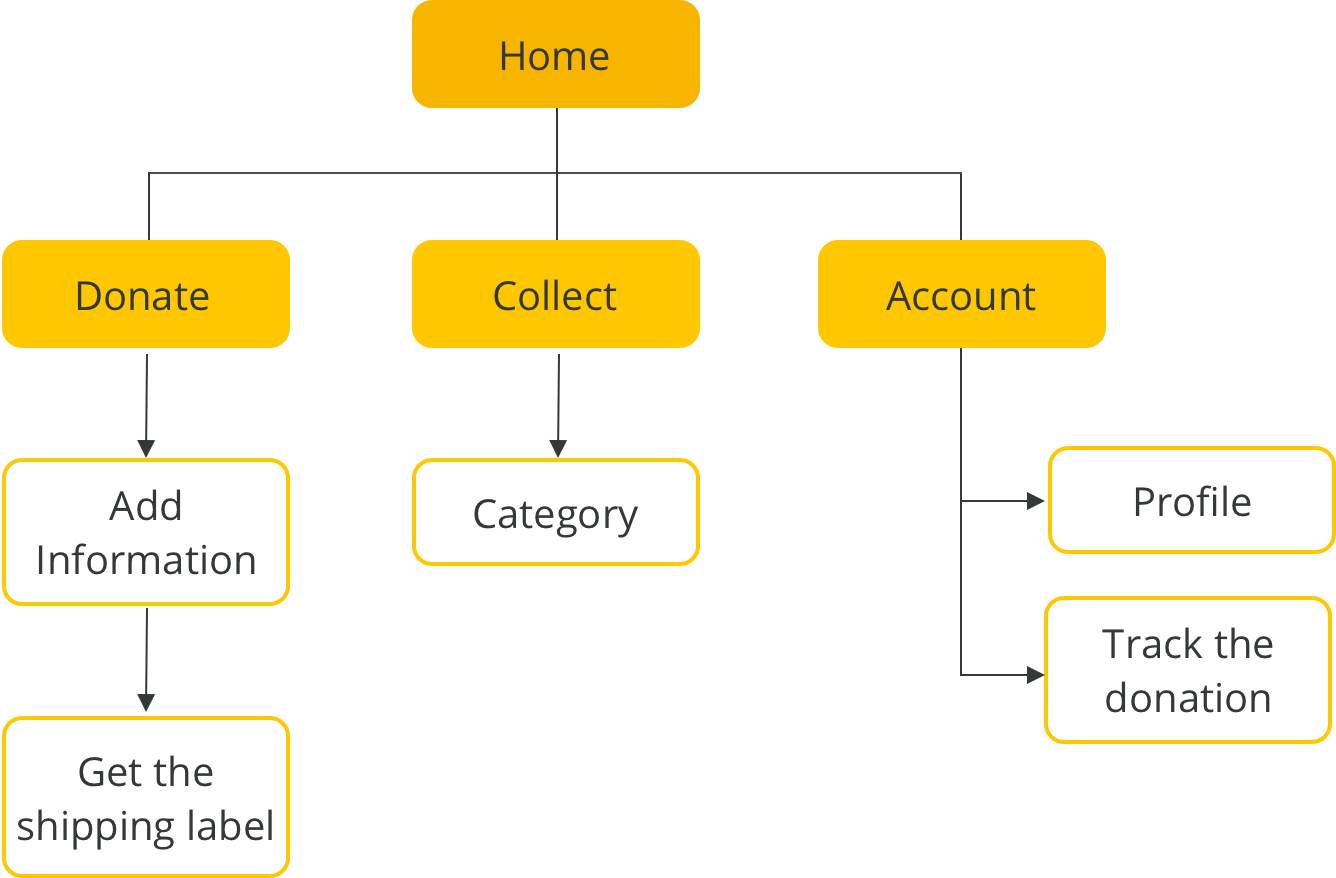 Home
Donate
Collect
Account
Add
Information
Category
Profile
Track the
donation
Get the
shipping label